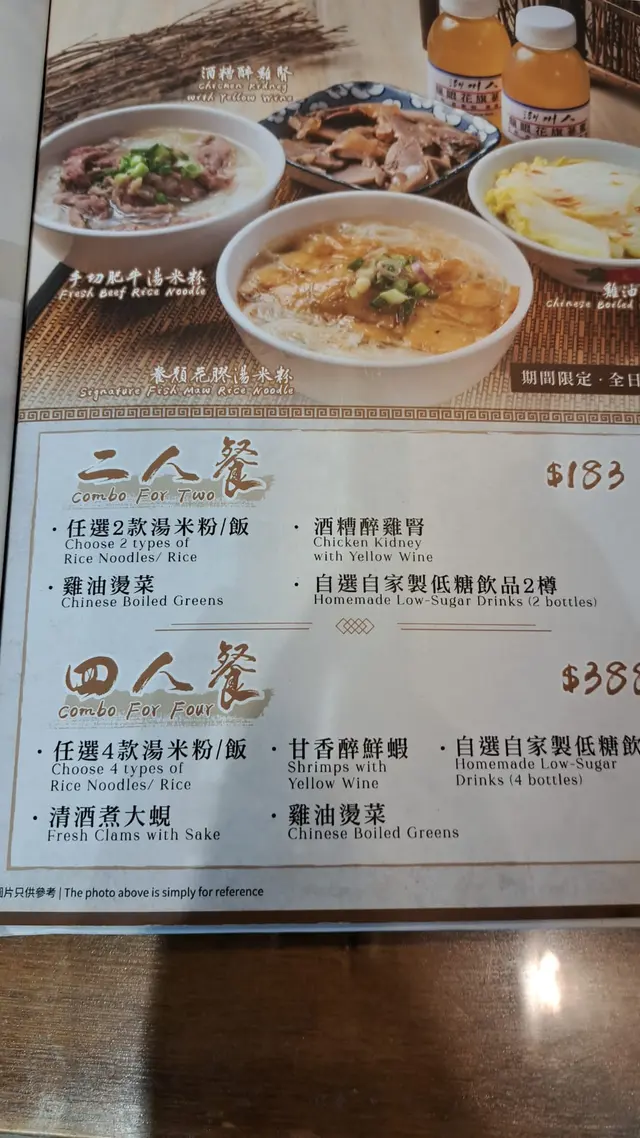 酒糟醉雞腎
Chicken Kidney
with Yellow Wine
潮州人
潮州人
手切肥牛湯米粉
Fresh Beef Rice Noodle
雞油
Chinese Boiled
養顏花膠湯米粉
Signature Fish Maw Rice Noodle
期間限定·全日
二人餐
Combo For Two
$183
· 任選2款湯米粉/飯
Choose 2 types of
Rice Noodles/ Rice
· 酒糟醉雞腎
Chicken Kidney
with Yellow Wine
· 雞油燙菜
Chinese Boiled Greens
· 自選自家製低糖飲品2樽
Homemade Low-Sugar Drinks (2 bottles)
四人餐
Combo For Four
$388
· 任選4款湯米粉/飯
Choose 4 types of
Rice Noodles/ Rice
· 甘香醉鮮蝦
Shrimps with
Yellow Wine
· 自選自家製低糖飲
Homemade Low-Sugar
Drinks (4 bottles)
· 清酒煮大蜆
Fresh Clams with Sake
· 雞油燙菜
Chinese Boiled Greens
片只供參考 | The photo above is simply for reference